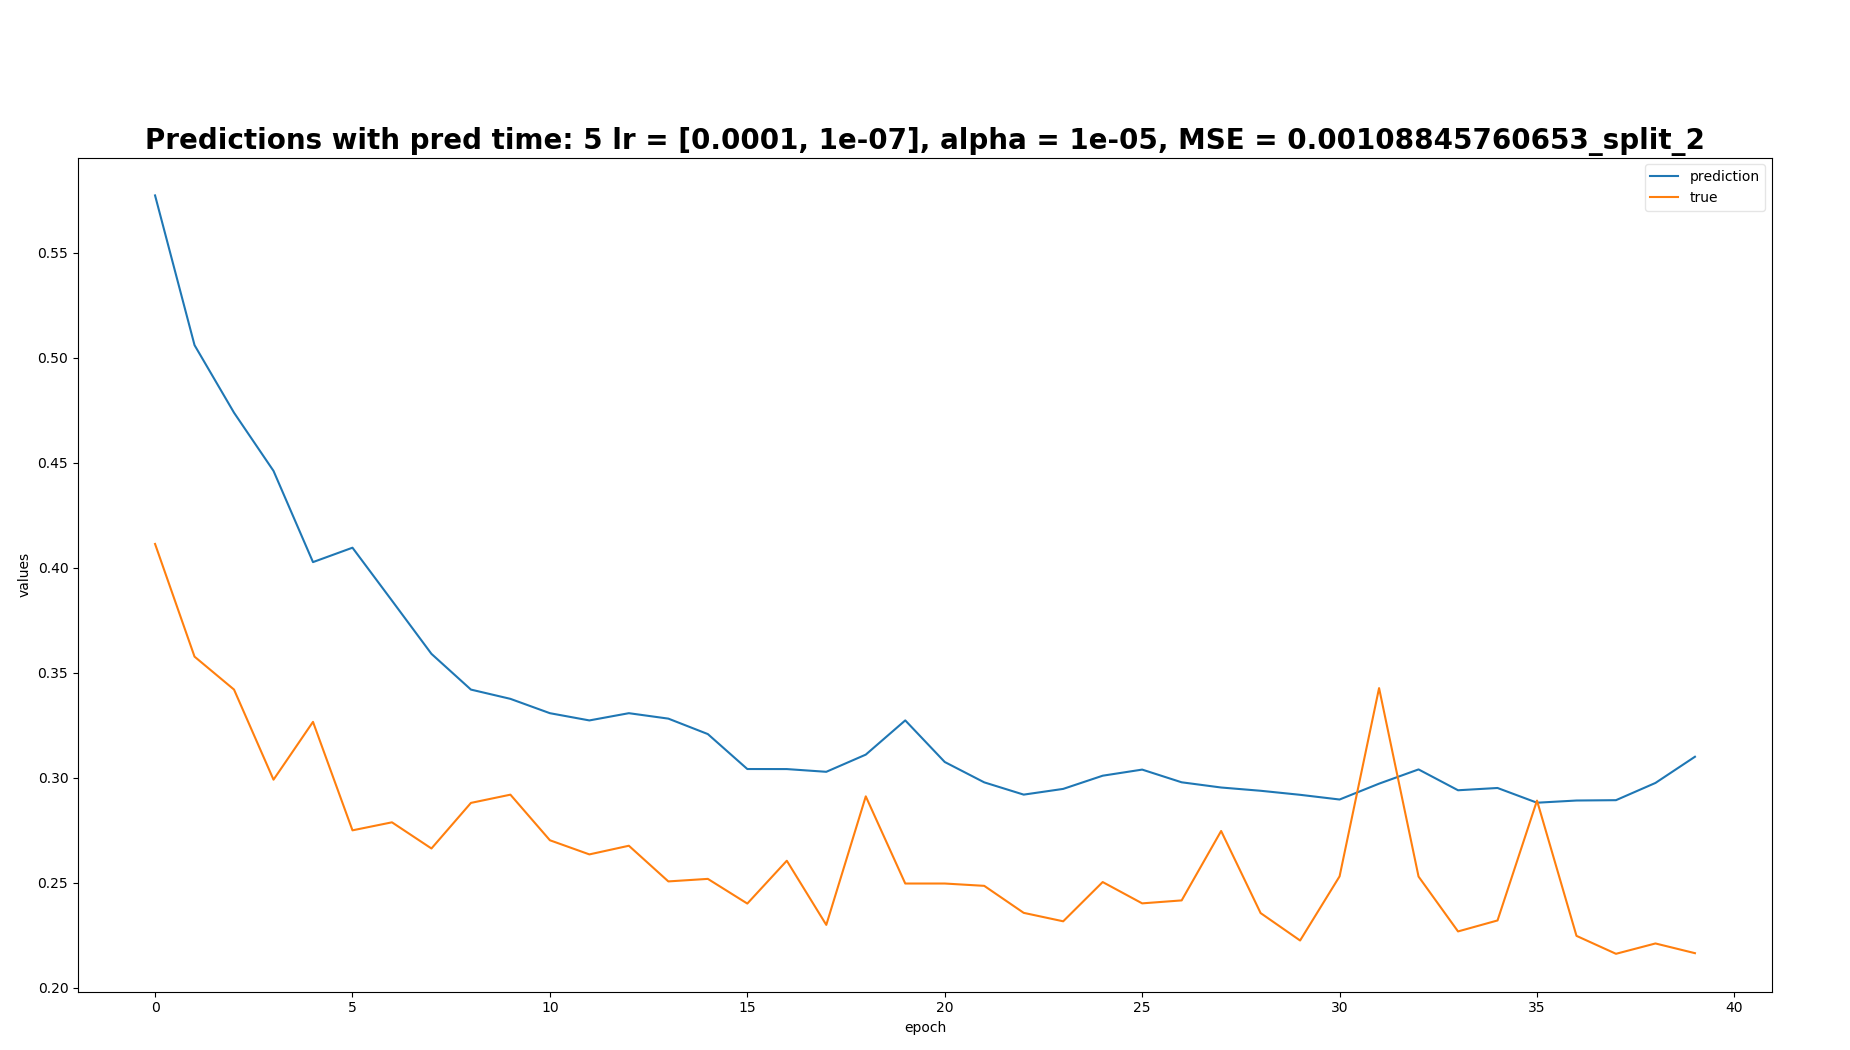 Predictions with pred time: 5 lr = [0.0001, 1e-07], alpha = 1e-05, MSE = 0.00108845760653_split_2
prediction
true
0.55
0.50
0.45
0.40
0.35
0.30
0.25
0.20
values
0 5 10 15 20 25 30 35 40
epoch